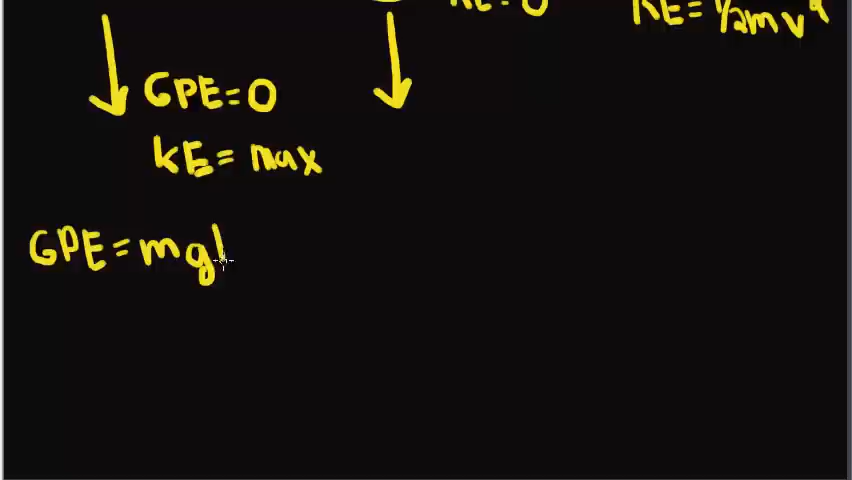 KE=0
KE=1/2mv²
GPE=0
KE=max
GPE=mg